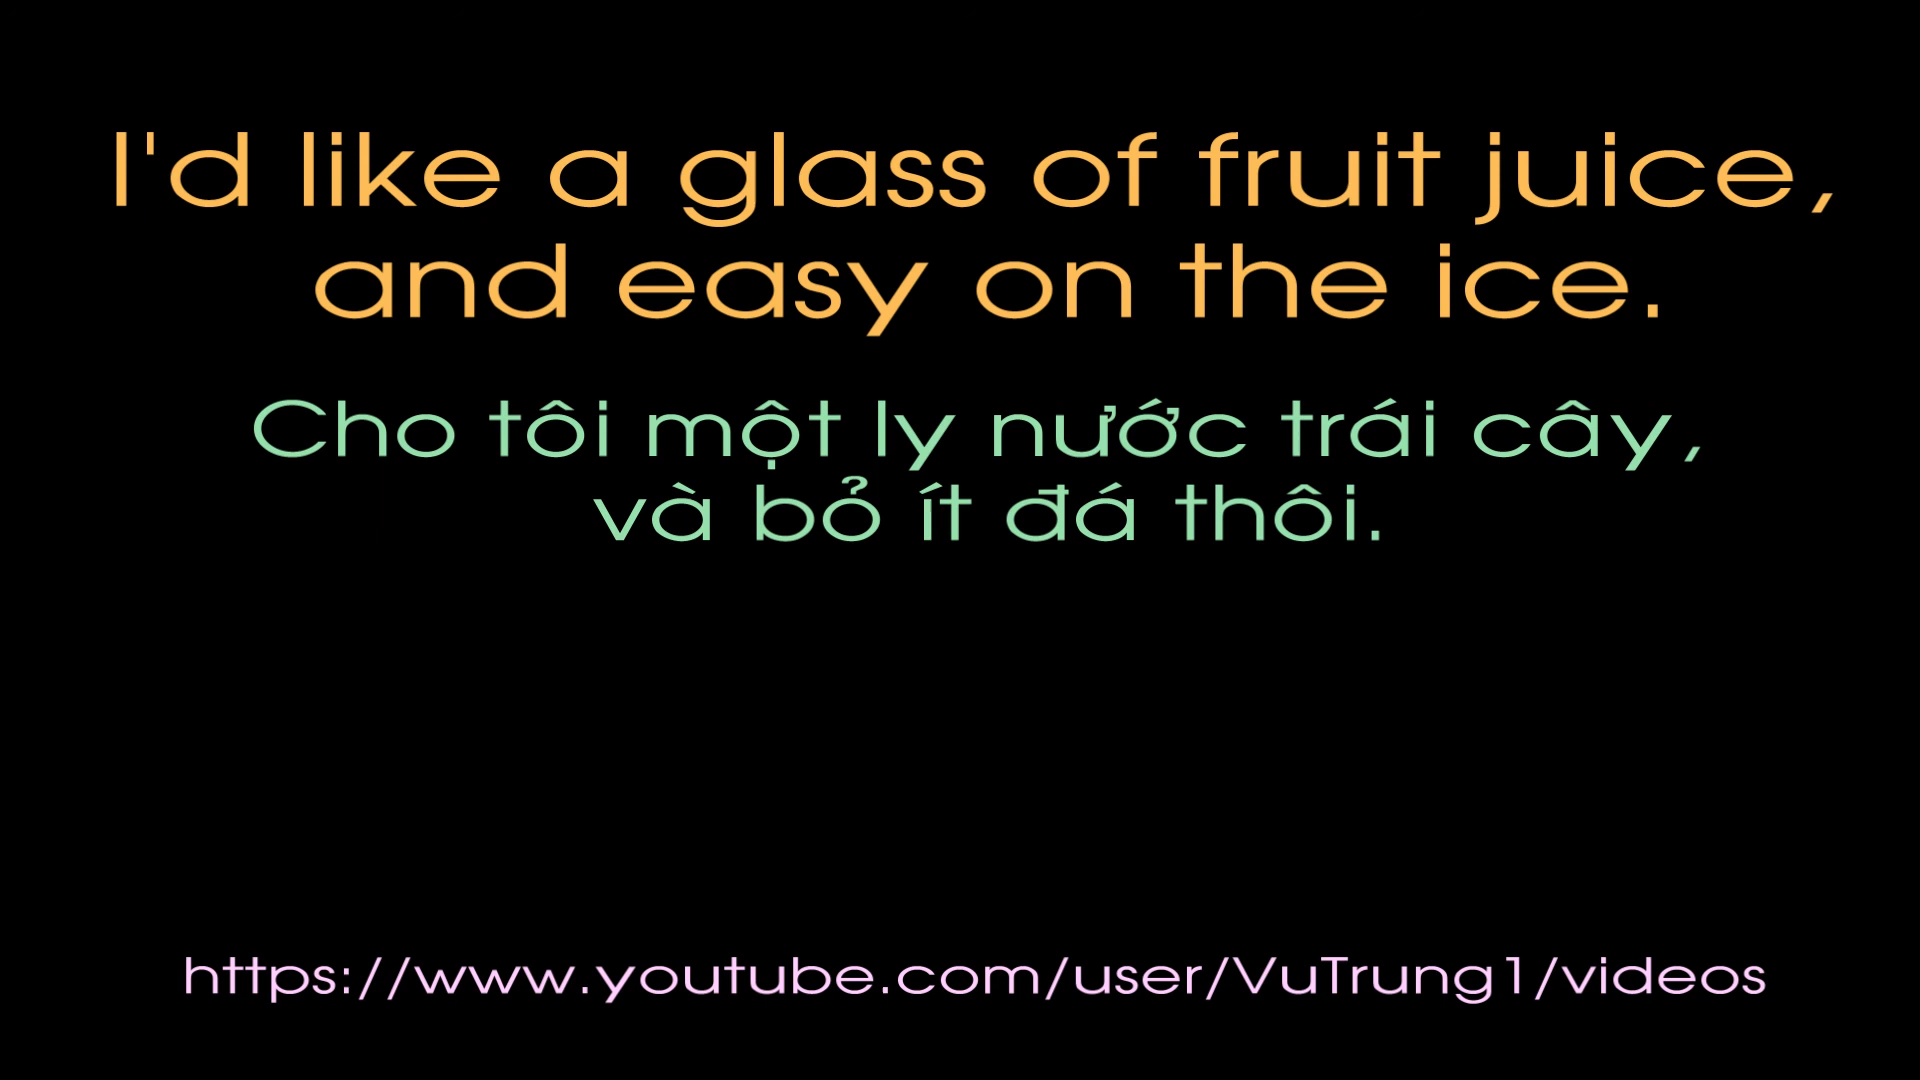 I'd like a glass of fruit juice,
and easy on the ice.
Cho tôi một ly nước trái cây,
và bỏ ít đá thôi.
https://www.youtube.com/user/VuTrung1/videos